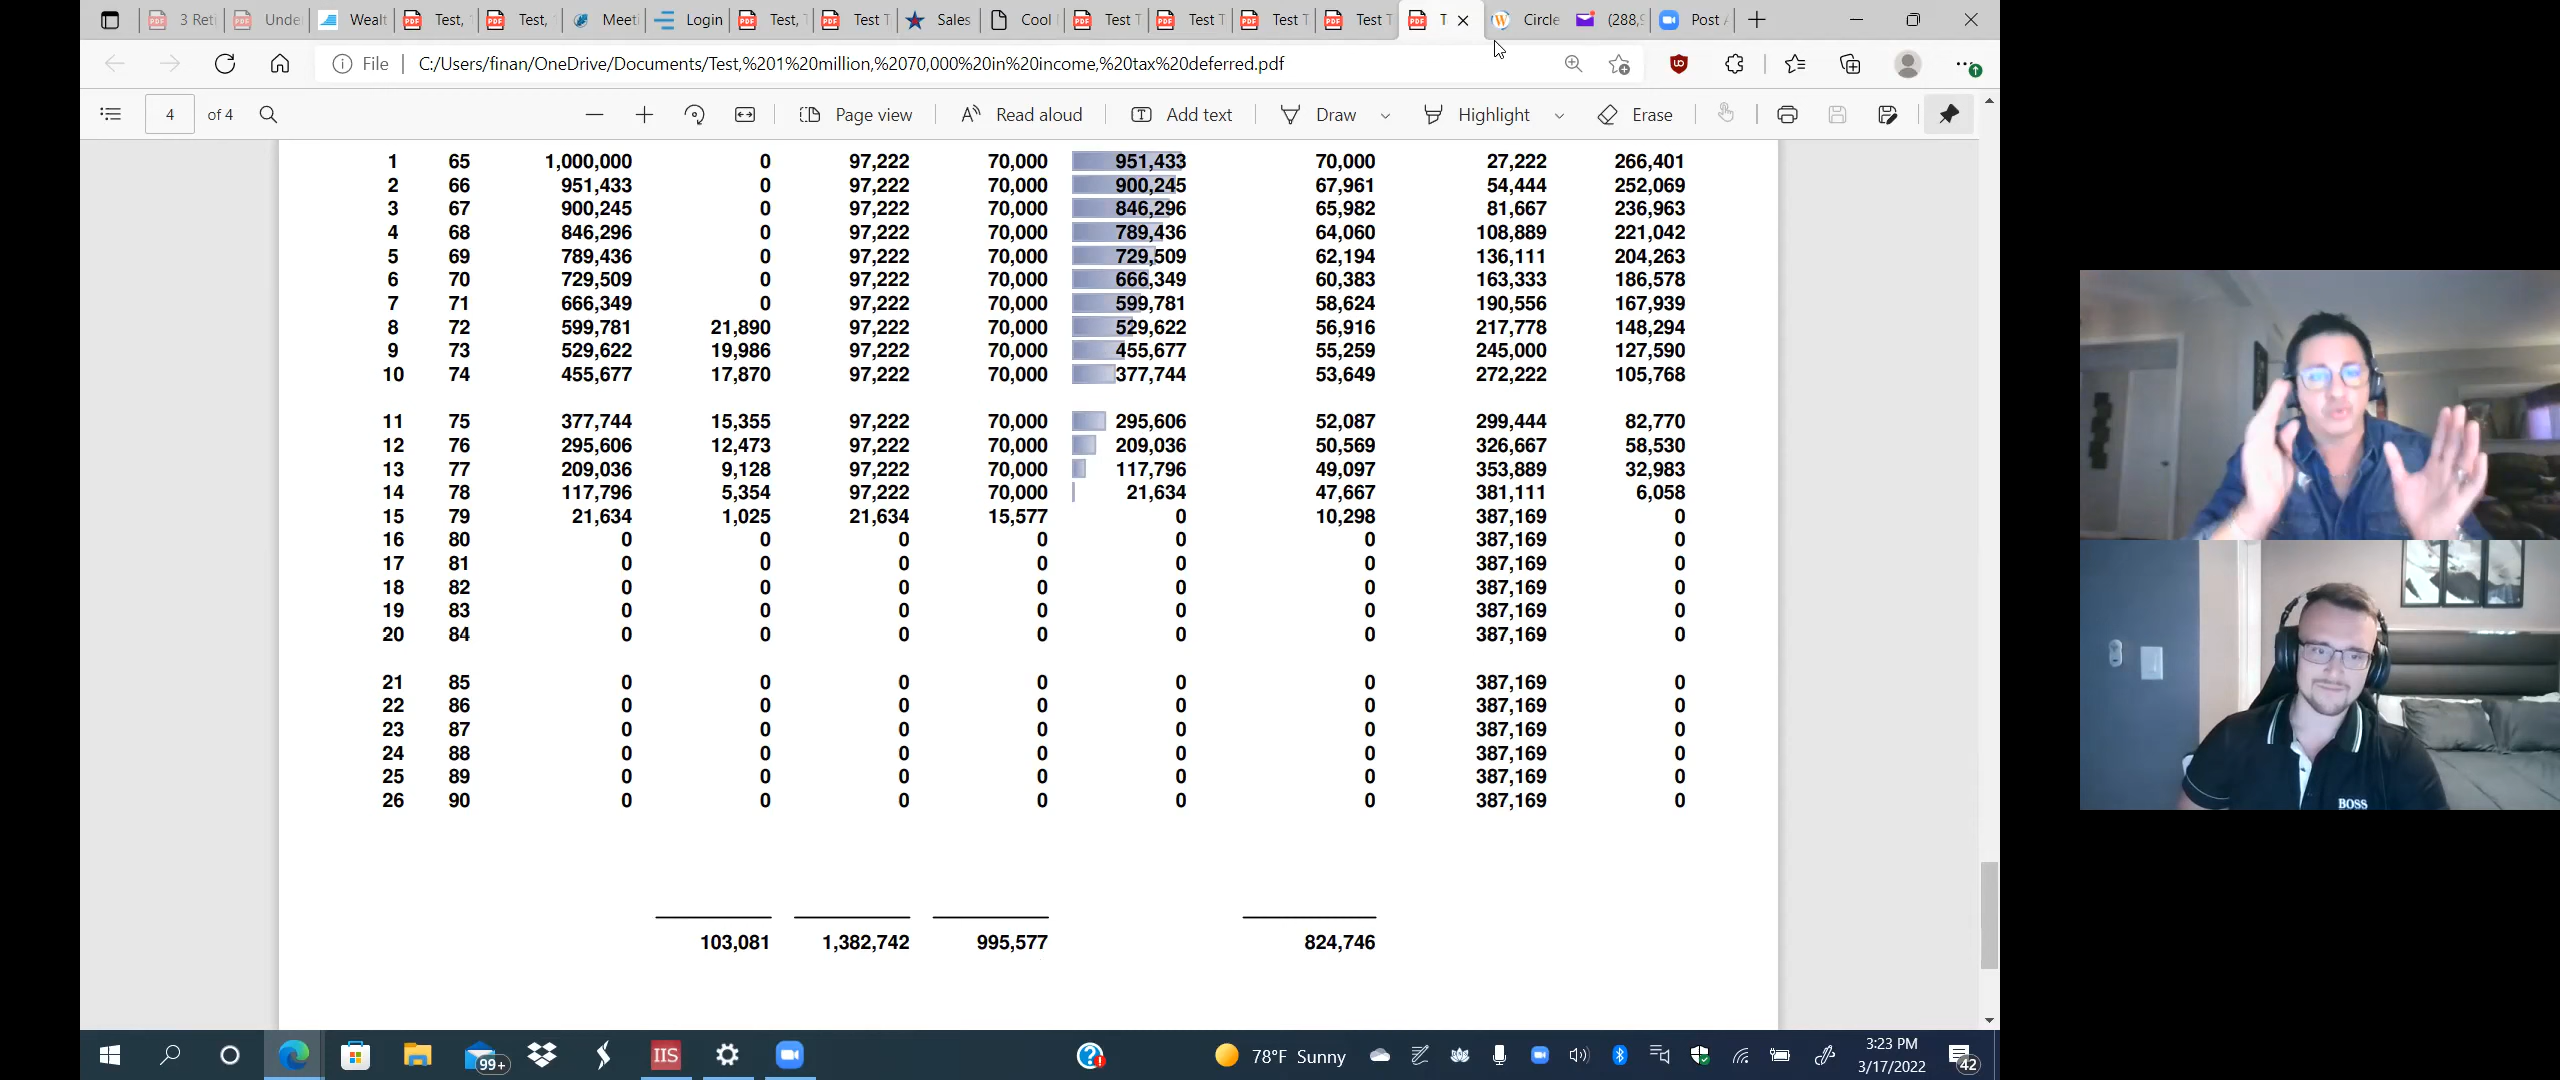 3 Reti Unde Wealt Test, Test, Meeti Login Test, Test T Sales Cool Test T Test T Test T Test T T Circle (288,9 Post A
File C:/Users/finan/OneDrive/Documents/Test,%201%20million,%2070,000%20in%20income,%20tax%20deferred.pdf
4 of 4 Page view Read aloud Add text Draw Highlight Erase
1 65 1,000,000 0 97,222 70,000 951,433 70,000 27,222 266,401
2 66 951,433 0 97,222 70,000 900,245 67,961 54,444 252,069
3 67 900,245 0 97,222 70,000 846,296 65,982 81,667 236,963
4 68 846,296 0 97,222 70,000 789,436 64,060 108,889 221,042
5 69 789,436 0 97,222 70,000 729,509 62,194 136,111 204,263
6 70 729,509 0 97,222 70,000 666,349 60,383 163,333 186,578
7 71 666,349 0 97,222 70,000 599,781 58,624 190,556 167,939
8 72 599,781 21,890 97,222 70,000 529,622 56,916 217,778 148,294
9 73 529,622 19,986 97,222 70,000 455,677 55,259 245,000 127,590
10 74 455,677 17,870 97,222 70,000 377,744 53,649 272,222 105,768
11 75 377,744 15,355 97,222 70,000 295,606 52,087 299,444 82,770
12 76 295,606 12,473 97,222 70,000 209,036 50,569 326,667 58,530
13 77 209,036 9,128 97,222 70,000 117,796 49,097 353,889 32,983
14 78 117,796 5,354 97,222 70,000 21,634 47,667 381,111 6,058
15 79 21,634 1,025 21,634 15,577 0 10,298 387,169 0
16 80 0 0 0 0 0 0 387,169 0
17 81 0 0 0 0 0 0 387,169 0
18 82 0 0 0 0 0 0 387,169 0
19 83 0 0 0 0 0 0 387,169 0
20 84 0 0 0 0 0 0 387,169 0
21 85 0 0 0 0 0 0 387,169 0
22 86 0 0 0 0 0 0 387,169 0
23 87 0 0 0 0 0 0 387,169 0
24 88 0 0 0 0 0 0 387,169 0
25 89 0 0 0 0 0 0 387,169 0
26 90 0 0 0 0 0 0 387,169 0
103,081 1,382,742 995,577 824,746
BOSS
99+ IIS 78°F Sunny 3:23 PM
3/17/2022 42